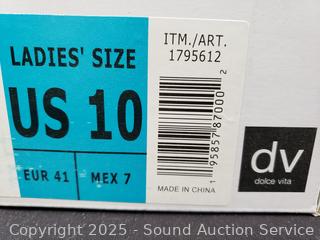 LADIES' SIZE
US 10
EUR 41
MEX 7
ITM./ART.
1795612
1 95857 87000 2
MADE IN CHINA
dv
dolce vita
Copyright © 2025 - Sound Auction Service